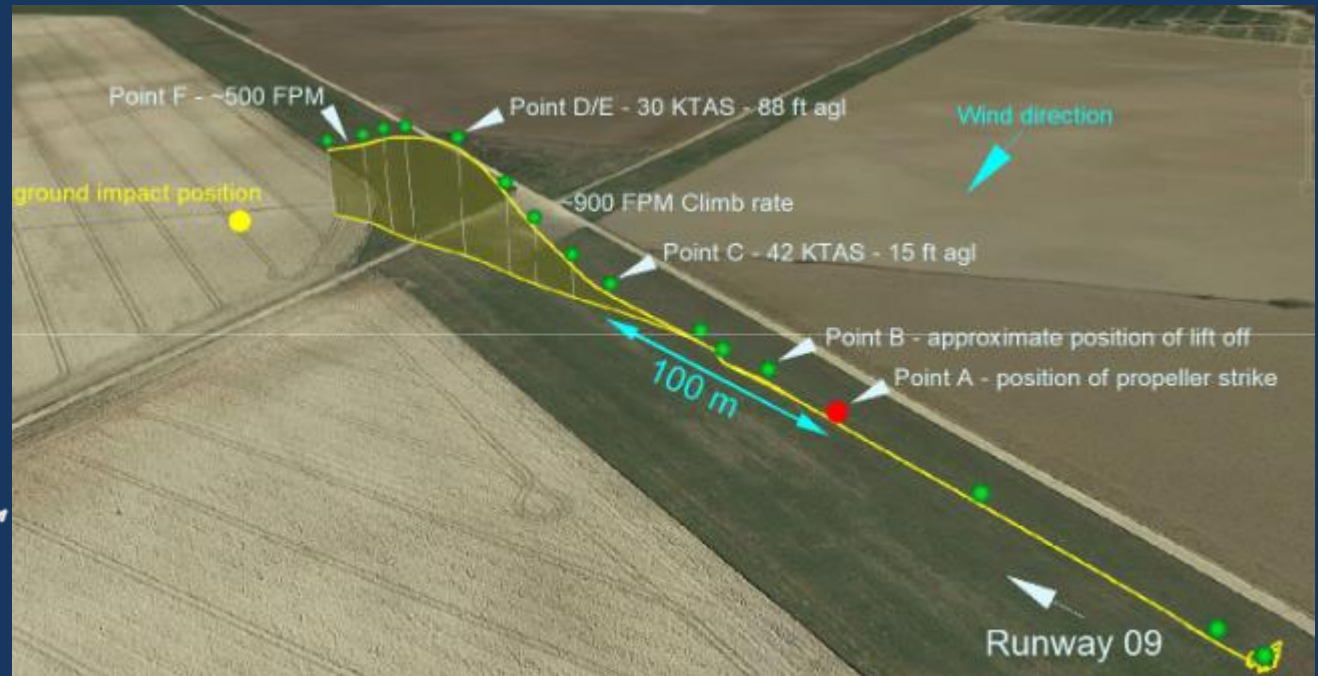 Point F - ~500 FPM
Point D/E - 30 KTAS - 88 ft agl
Wind direction
ground impact position
~900 FPM Climb rate
Point C - 42 KTAS - 15 ft agl
Point B - approximate position of lift off
100 m
Point A - position of propeller strike
Runway 09